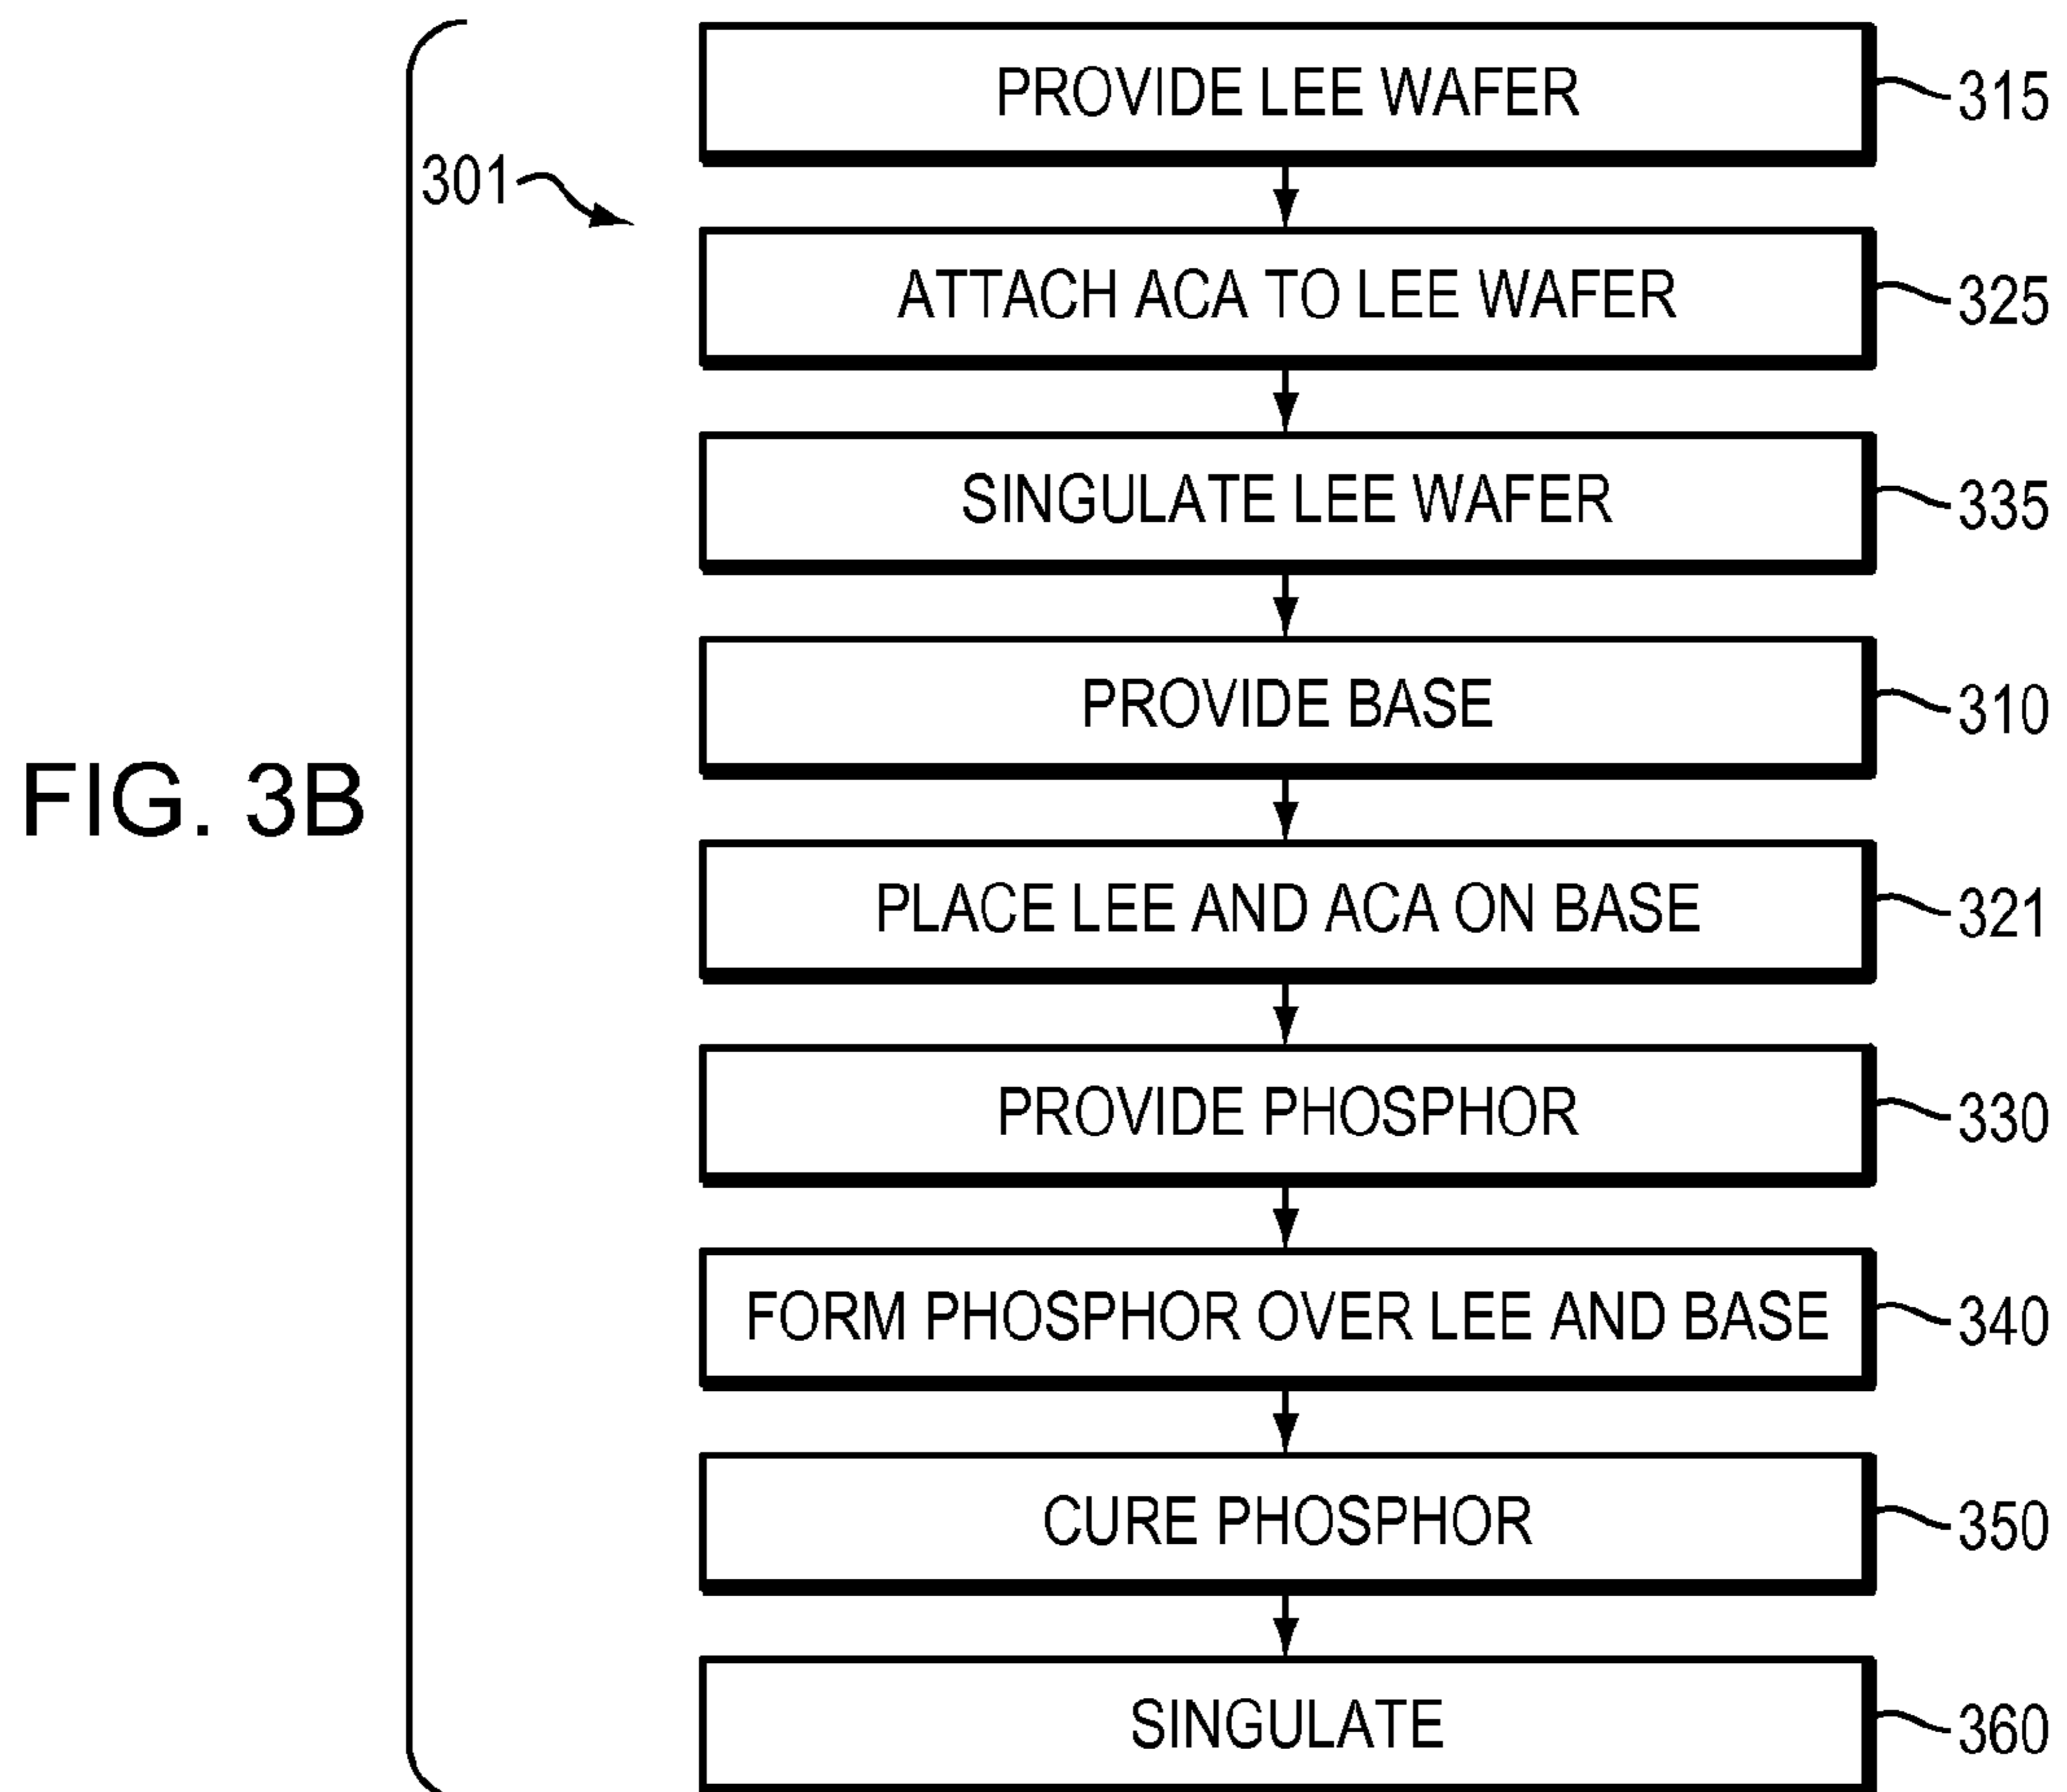 PROVIDE LEE WAFER 315
301
ATTACH ACA TO LEE WAFER 325
SINGULATE LEE WAFER 335
PROVIDE BASE 310
FIG. 3B
PLACE LEE AND ACA ON BASE 321
PROVIDE PHOSPHOR 330
FORM PHOSPHOR OVER LEE AND BASE 340
CURE PHOSPHOR 350
SINGULATE 360